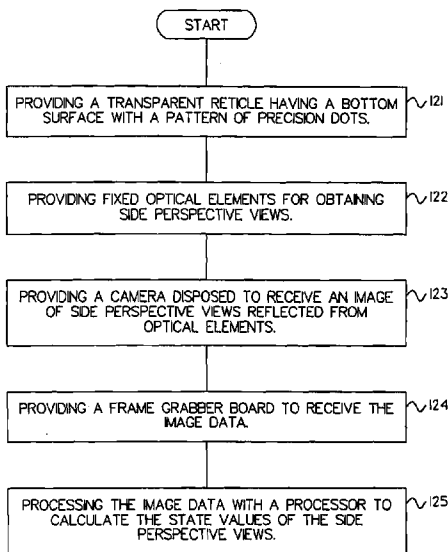 START
PROVIDING A TRANSPARENT RETICLE HAVING A BOTTOM
SURFACE WITH A PATTERN OF PRECISION DOTS.
121
PROVIDING FIXED OPTICAL ELEMENTS FOR OBTAINING
SIDE PERSPECTIVE VIEWS.
122
PROVIDING A CAMERA DISPOSED TO RECEIVE AN IMAGE
OF SIDE PERSPECTIVE VIEWS REFLECTED FROM
OPTICAL ELEMENTS.
123
PROVIDING A FRAME GRABBER BOARD TO RECEIVE THE
IMAGE DATA.
124
PROCESSING THE IMAGE DATA WITH A PROCESSOR TO
CALCULATE THE STATE VALUES OF THE SIDE
PERSPECTIVE VIEWS.
125